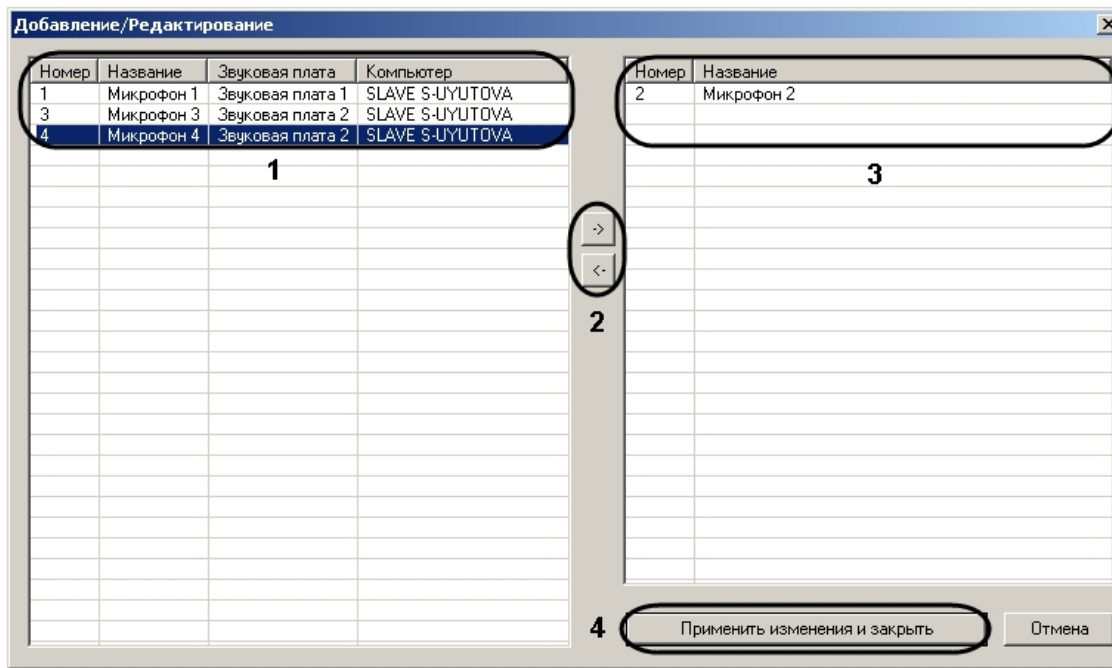 Добавление/Редактирование
Номер Название Звуковая плата Компьютер
1 Микрофон 1 Звуковая плата 1 SLAVE S-UYUTOVA
3 Микрофон 3 Звуковая плата 2 SLAVE S-UYUTOVA
4 Микрофон 4 Звуковая плата 2 SLAVE S-UYUTOVA
1
->
<-
2
Номер Название
2 Микрофон 2
3
4 Применить изменения и закрыть Отмена